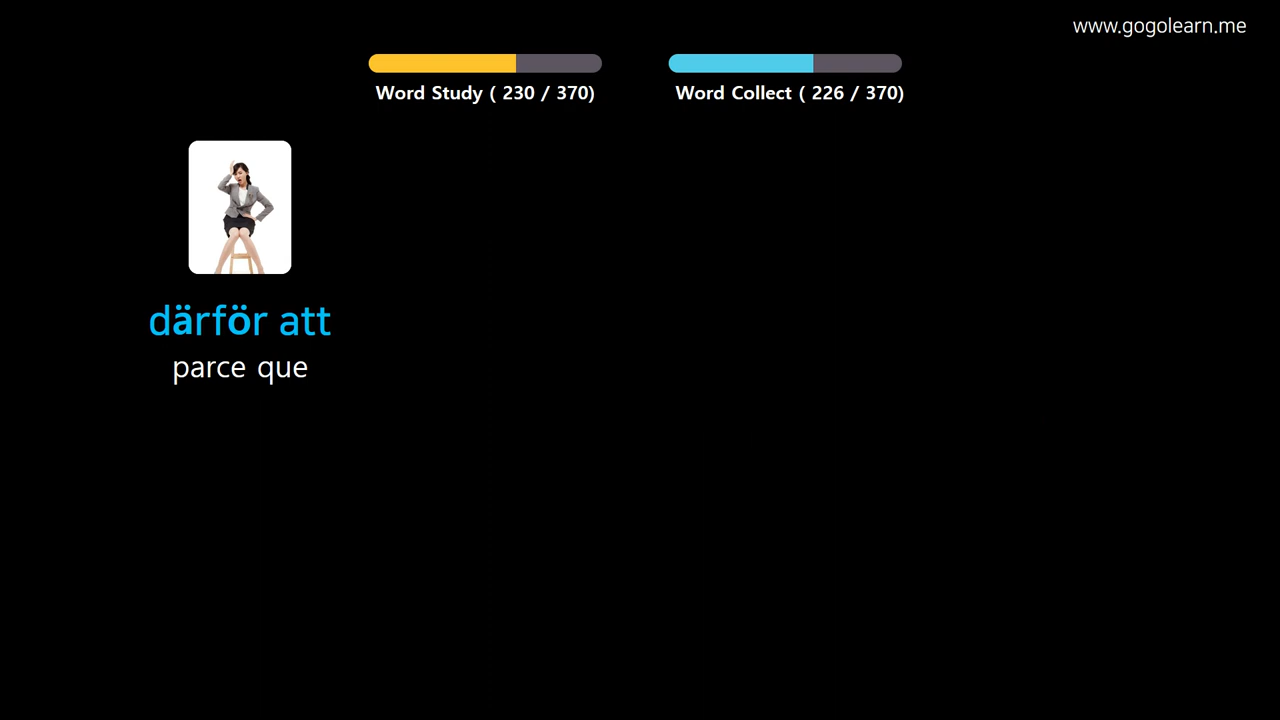 www.gogolearn.me
Word Study ( 230 / 370)
Word Collect ( 226 / 370)
därför att
parce que